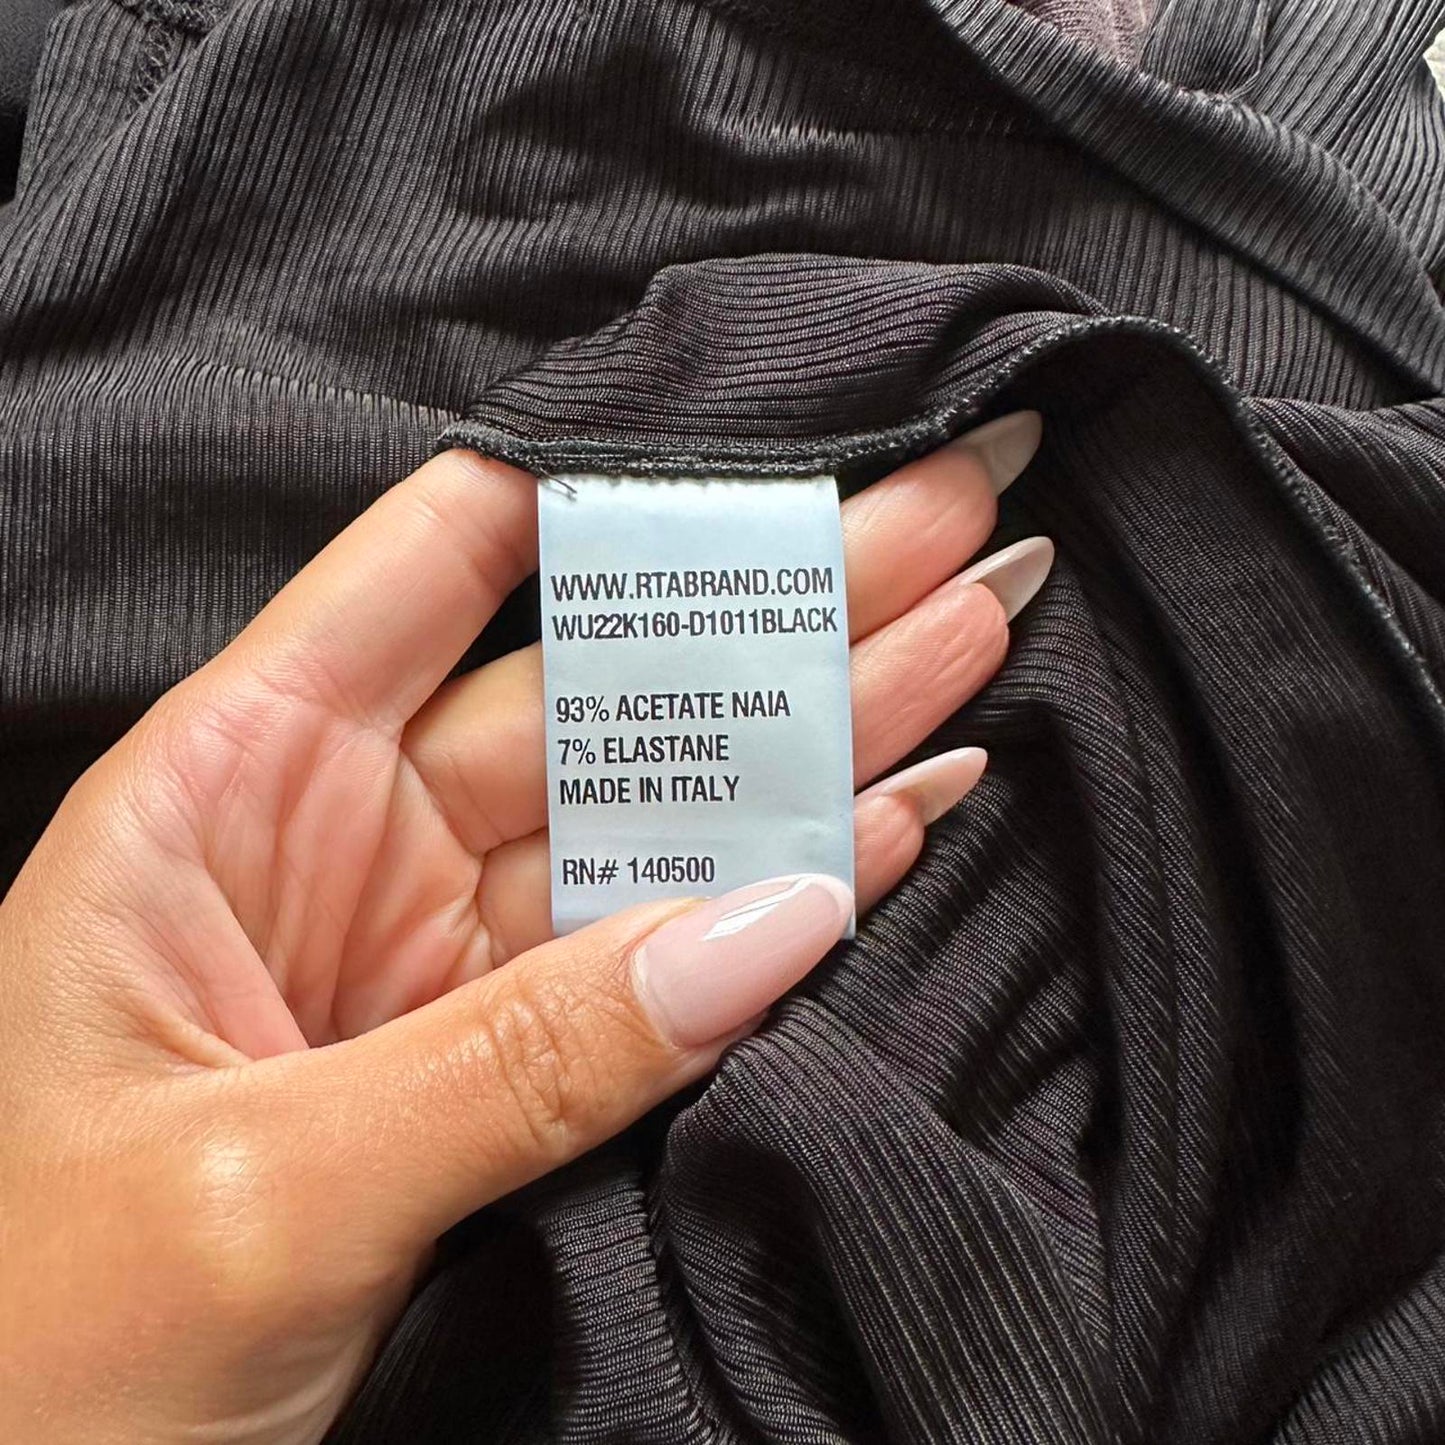 WWW.RTABRAND.COM
WU22K160-D1011BLACK
93% ACETATE NAIA
7% ELASTANE
MADE IN ITALY
RN# 140500